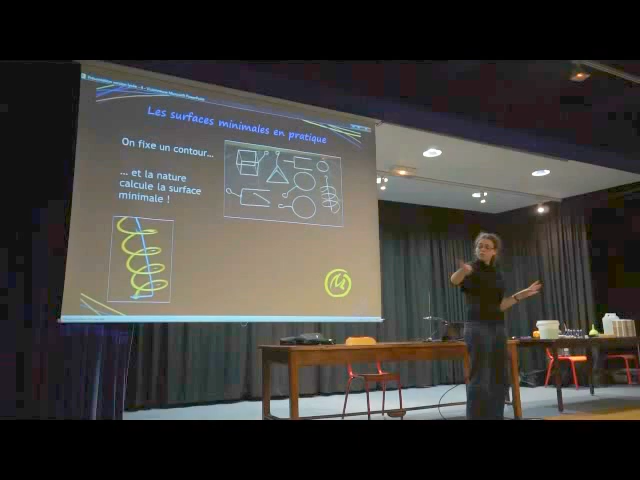 Les surfaces minimales en pratique
On fixe un contour...
... et la nature
calcule la surface
minimale !